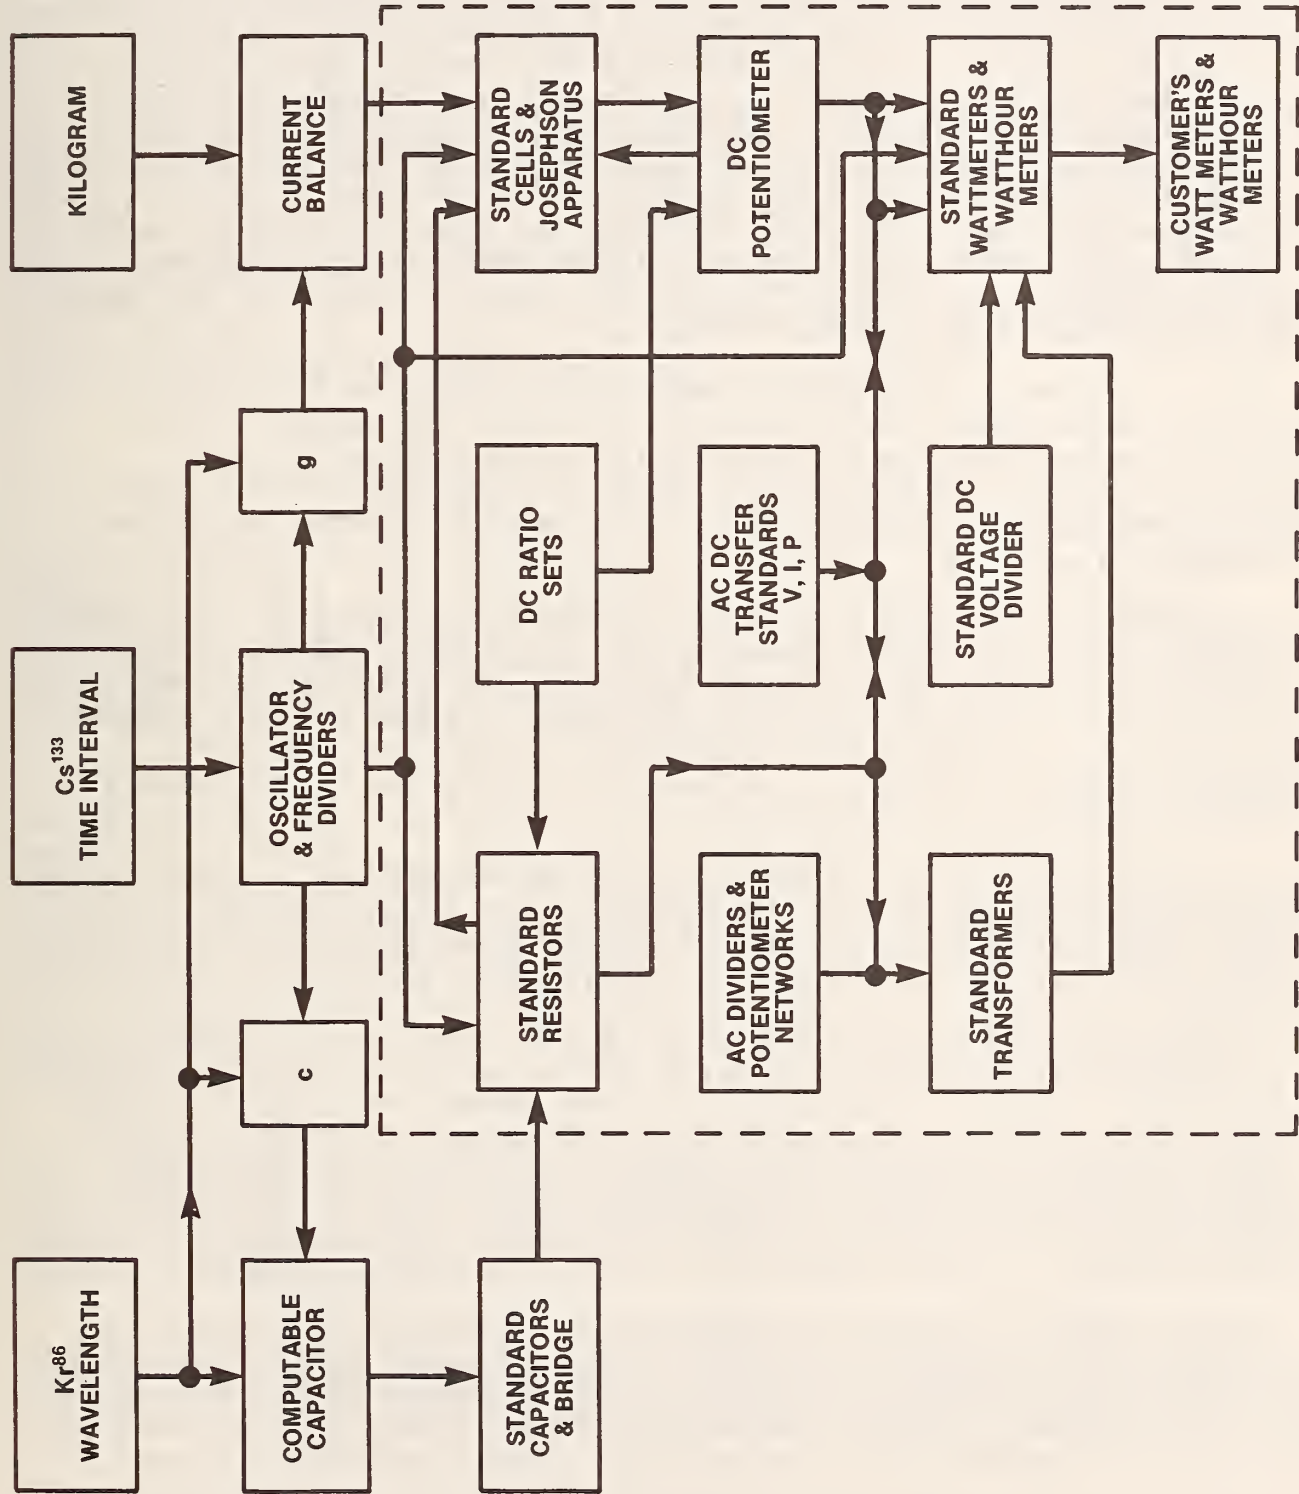 Kr86
WAVELENGTH
Cs133
TIME INTERVAL
KILOGRAM
COMPUTABLE
CAPACITOR
c
OSCILLATOR
& FREQUENCY
DIVIDERS
g
CURRENT
BALANCE
STANDARD
CAPACITORS
& BRIDGE
STANDARD
RESISTORS
DC RATIO
SETS
STANDARD
CELLS &
JOSEPHSON
APPARATUS
AC DIVIDERS &
POTENTIOMETER
NETWORKS
AC DC
TRANSFER
STANDARDS
V, I, P
DC
POTENTIOMETER
STANDARD
TRANSFORMERS
STANDARD DC
VOLTAGE
DIVIDER
STANDARD
WATTMETERS &
WATTHOUR
METERS
CUSTOMER'S
WATT METERS &
WATTHOUR
METERS